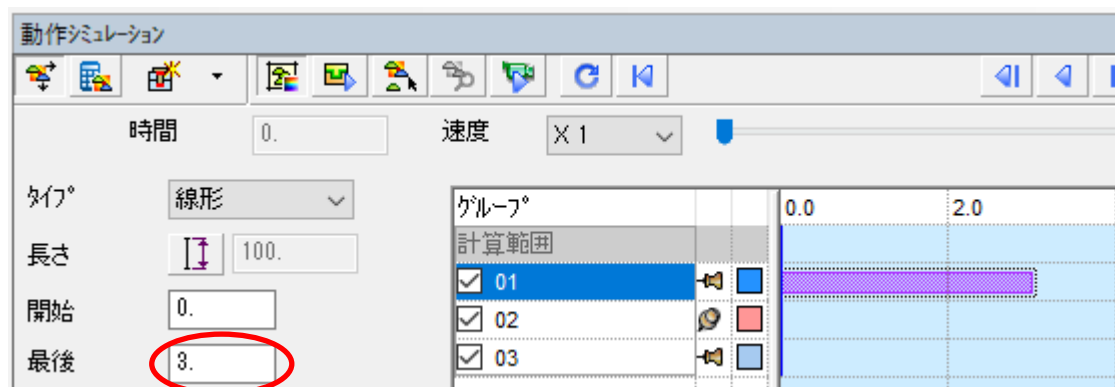 動作ｼﾐｭﾚｰｼｮﾝ
時間 0. 速度 X 1
ﾀｲﾌﾟ 線形
長さ 100.
開始 0.
最後 3.
ｸﾞﾙｰﾌﾟ 0.0 2.0
計算範囲
01
02
03